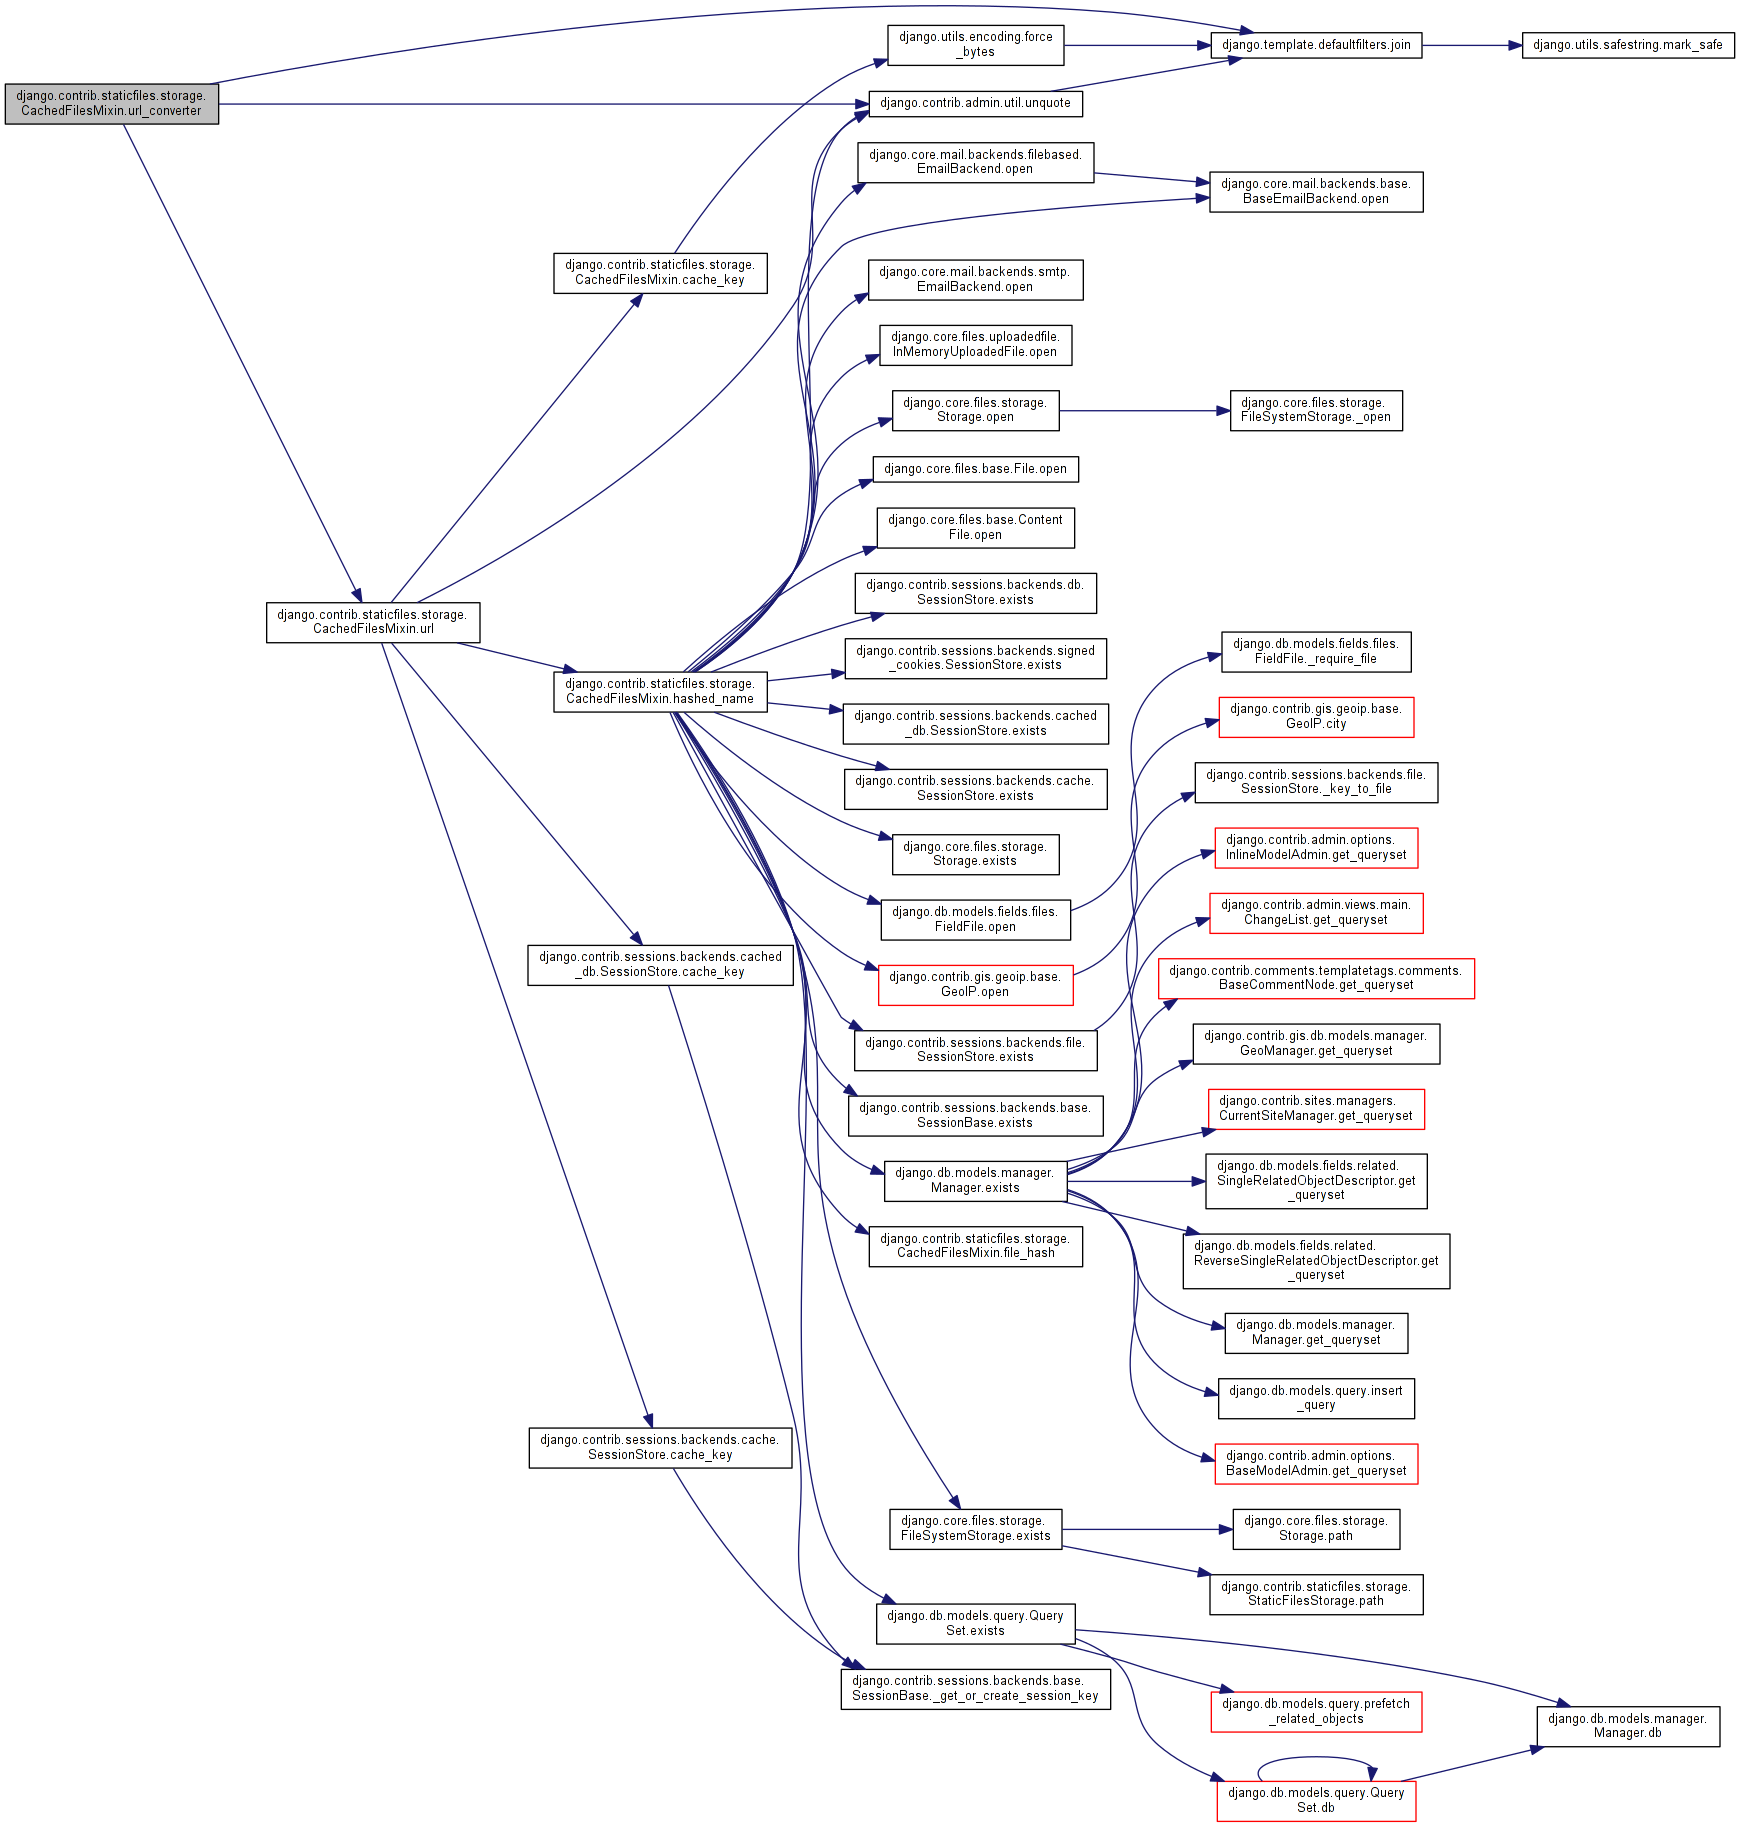 django.contrib.staticfiles.storage.
CachedFilesMixin.url_converter
django.contrib.staticfiles.storage.
CachedFilesMixin.url
django.contrib.staticfiles.storage.
CachedFilesMixin.cache_key
django.contrib.staticfiles.storage.
CachedFilesMixin.hashed_name
django.contrib.sessions.backends.cached
_db.SessionStore.cache_key
django.contrib.sessions.backends.cache.
SessionStore.cache_key
django.utils.encoding.force
_bytes
django.contrib.admin.util.unquote
django.core.mail.backends.filebased.
EmailBackend.open
django.core.mail.backends.smtp.
EmailBackend.open
django.core.files.uploadedfile.
InMemoryUploadedFile.open
django.core.files.storage.
Storage.open
django.core.files.base.File.open
django.core.files.base.Content
File.open
django.contrib.sessions.backends.db.
SessionStore.exists
django.contrib.sessions.backends.signed
_cookies.SessionStore.exists
django.contrib.sessions.backends.cached
_db.SessionStore.exists
django.contrib.sessions.backends.cache.
SessionStore.exists
django.core.files.storage.
Storage.exists
django.db.models.fields.files.
FieldFile.open
django.contrib.gis.geoip.base.
GeoIP.open
django.contrib.sessions.backends.file.
SessionStore.exists
django.contrib.sessions.backends.base.
SessionBase.exists
django.db.models.manager.
Manager.exists
django.contrib.staticfiles.storage.
CachedFilesMixin.file_hash
django.core.files.storage.
FileSystemStorage.exists
django.db.models.query.Query
Set.exists
django.contrib.sessions.backends.base.
SessionBase._get_or_create_session_key
django.template.defaultfilters.join
django.core.mail.backends.base.
BaseEmailBackend.open
django.core.files.storage.
FileSystemStorage._open
django.db.models.fields.files.
FieldFile._require_file
django.contrib.gis.geoip.base.
GeoIP.city
django.contrib.sessions.backends.file.
SessionStore._key_to_file
django.contrib.admin.options.
InlineModelAdmin.get_queryset
django.contrib.admin.views.main.
ChangeList.get_queryset
django.contrib.comments.templatetags.comments.
BaseCommentNode.get_queryset
django.contrib.gis.db.models.manager.
GeoManager.get_queryset
django.contrib.sites.managers.
CurrentSiteManager.get_queryset
django.db.models.fields.related.
SingleRelatedObjectDescriptor.get
_queryset
django.db.models.fields.related.
ReverseSingleRelatedObjectDescriptor.get
_queryset
django.db.models.manager.
Manager.get_queryset
django.db.models.query.insert
_query
django.contrib.admin.options.
BaseModelAdmin.get_queryset
django.core.files.storage.
Storage.path
django.contrib.staticfiles.storage.
StaticFilesStorage.path
django.db.models.query.prefetch
_related_objects
django.db.models.query.Query
Set.db
django.utils.safestring.mark_safe
django.db.models.manager.
Manager.db